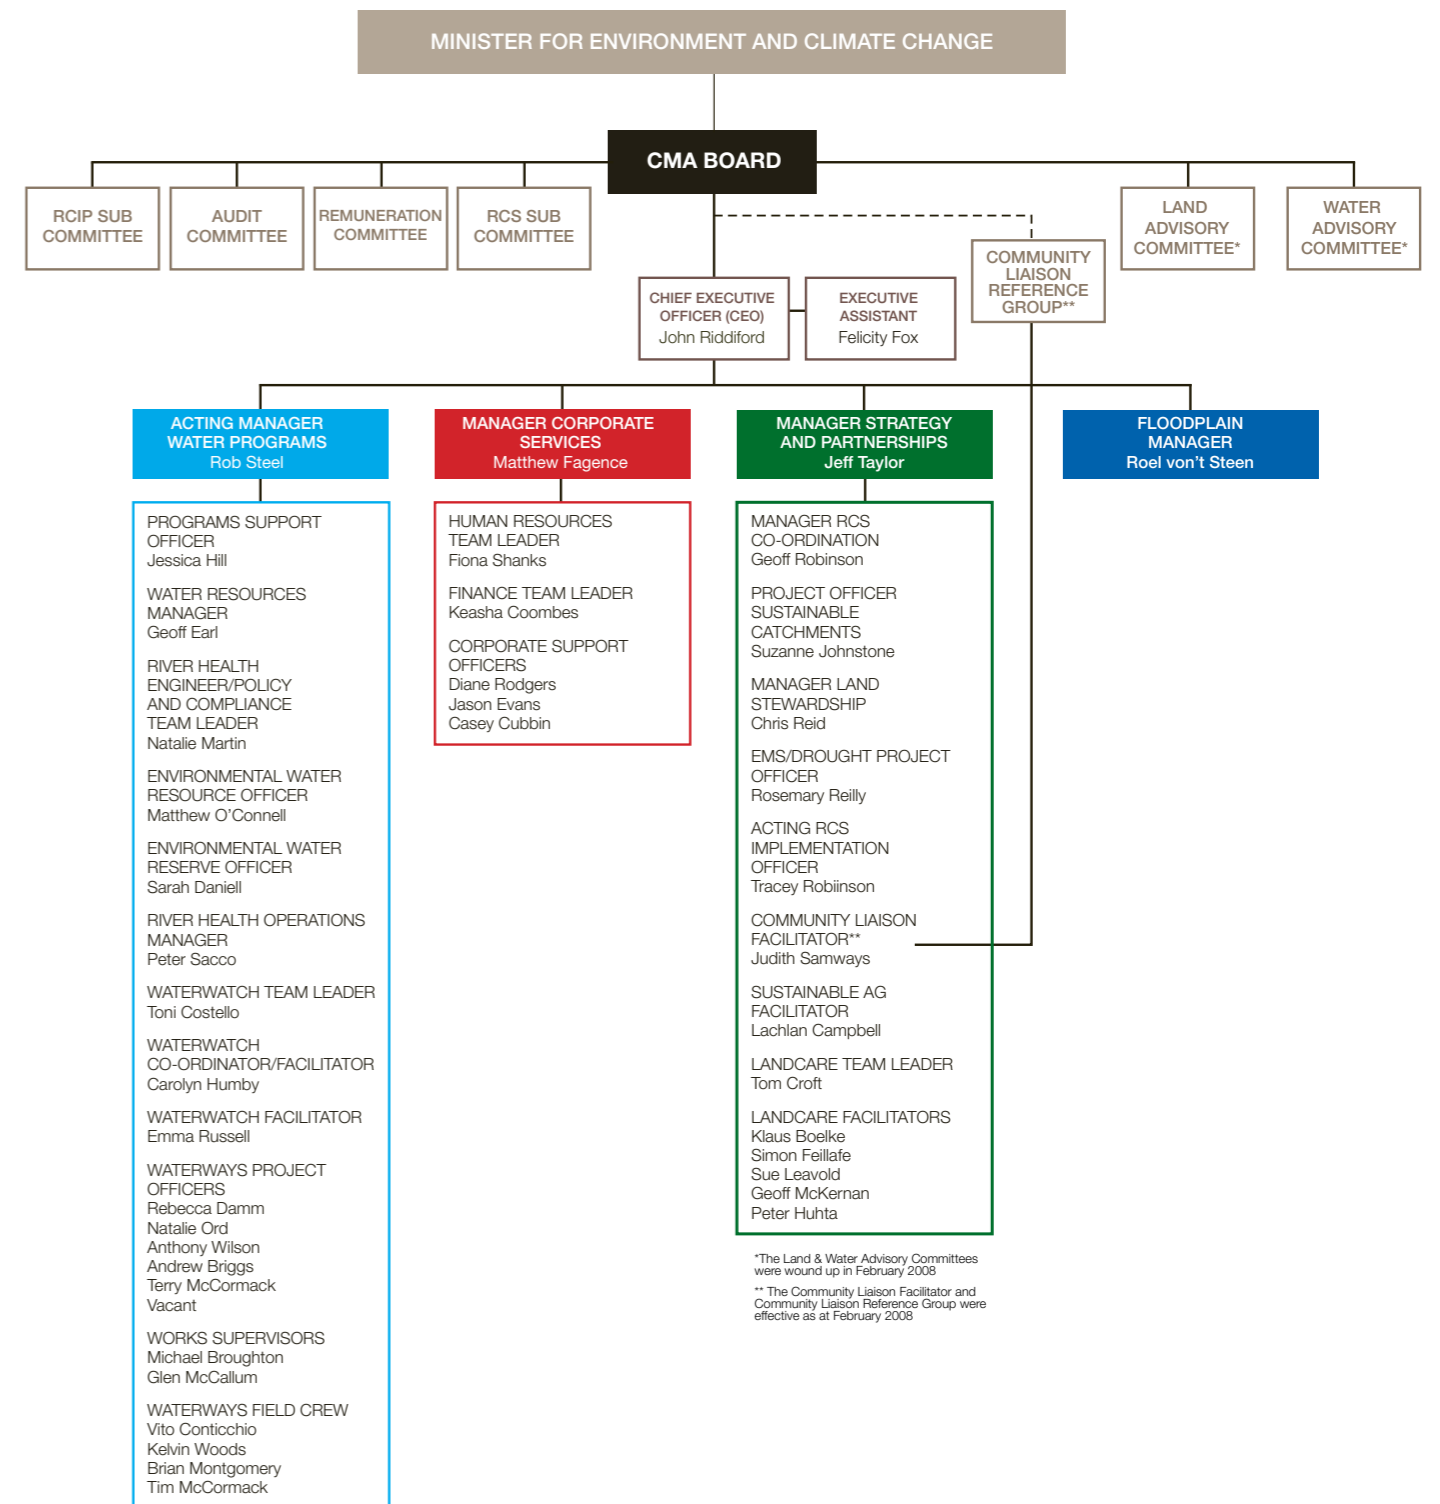 MINISTER FOR ENVIRONMENT AND CLIMATE CHANGE
CMA BOARD
RCIP SUB
COMMITTEE
AUDIT
COMMITTEE
REMUNERATION
COMMITTEE
RCS SUB
COMMITTEE
LAND
ADVISORY
COMMITTEE*
WATER
ADVISORY
COMMITTEE*
COMMUNITY
LIAISON
REFERENCE
GROUP**
CHIEF EXECUTIVE
OFFICER (CEO)
John Riddiford
EXECUTIVE
ASSISTANT
Felicity Fox
ACTING MANAGER
WATER PROGRAMS
Rob Steel
MANAGER CORPORATE
SERVICES
Matthew Fagence
MANAGER STRATEGY
AND PARTNERSHIPS
Jeff Taylor
FLOODPLAIN
MANAGER
Roel von't Steen
PROGRAMS SUPPORT
OFFICER
Jessica Hill
WATER RESOURCES
MANAGER
Geoff Earl
RIVER HEALTH
ENGINEER/POLICY
AND COMPLIANCE
TEAM LEADER
Natalie Martin
ENVIRONMENTAL WATER
RESOURCE OFFICER
Matthew O'Connell
ENVIRONMENTAL WATER
RESERVE OFFICER
Sarah Daniell
RIVER HEALTH OPERATIONS
MANAGER
Peter Sacco
WATERWATCH TEAM LEADER
Toni Costello
WATERWATCH
CO-ORDINATOR/FACILITATOR
Carolyn Humby
WATERWATCH FACILITATOR
Emma Russell
WATERWAYS PROJECT
OFFICERS
Rebecca Damm
Natalie Ord
Anthony Wilson
Andrew Briggs
Terry McCormack
Vacant
WORKS SUPERVISORS
Michael Broughton
Glen McCallum
WATERWAYS FIELD CREW
Vito Conticchio
Kelvin Woods
Brian Montgomery
Tim McCormack
HUMAN RESOURCES
TEAM LEADER
Fiona Shanks
FINANCE TEAM LEADER
Keasha Coombes
CORPORATE SUPPORT
OFFICERS
Diane Rodgers
Jason Evans
Casey Cubbin
MANAGER RCS
CO-ORDINATION
Geoff Robinson
PROJECT OFFICER
SUSTAINABLE
CATCHMENTS
Suzanne Johnstone
MANAGER LAND
STEWARDSHIP
Chris Reid
EMS/DROUGHT PROJECT
OFFICER
Rosemary Reilly
ACTING RCS
IMPLEMENTATION
OFFICER
Tracey Robiinson
COMMUNITY LIAISON
FACILITATOR**
Judith Samways
SUSTAINABLE AG
FACILITATOR
Lachlan Campbell
LANDCARE TEAM LEADER
Tom Croft
LANDCARE FACILITATORS
Klaus Boelke
Simon Feillafe
Sue Leavold
Geoff McKernan
Peter Huhta
*The Land & Water Advisory Committees
were wound up in February 2008
** The Community Liaison Facilitator and
Community Liaison Reference Group were
effective as at February 2008